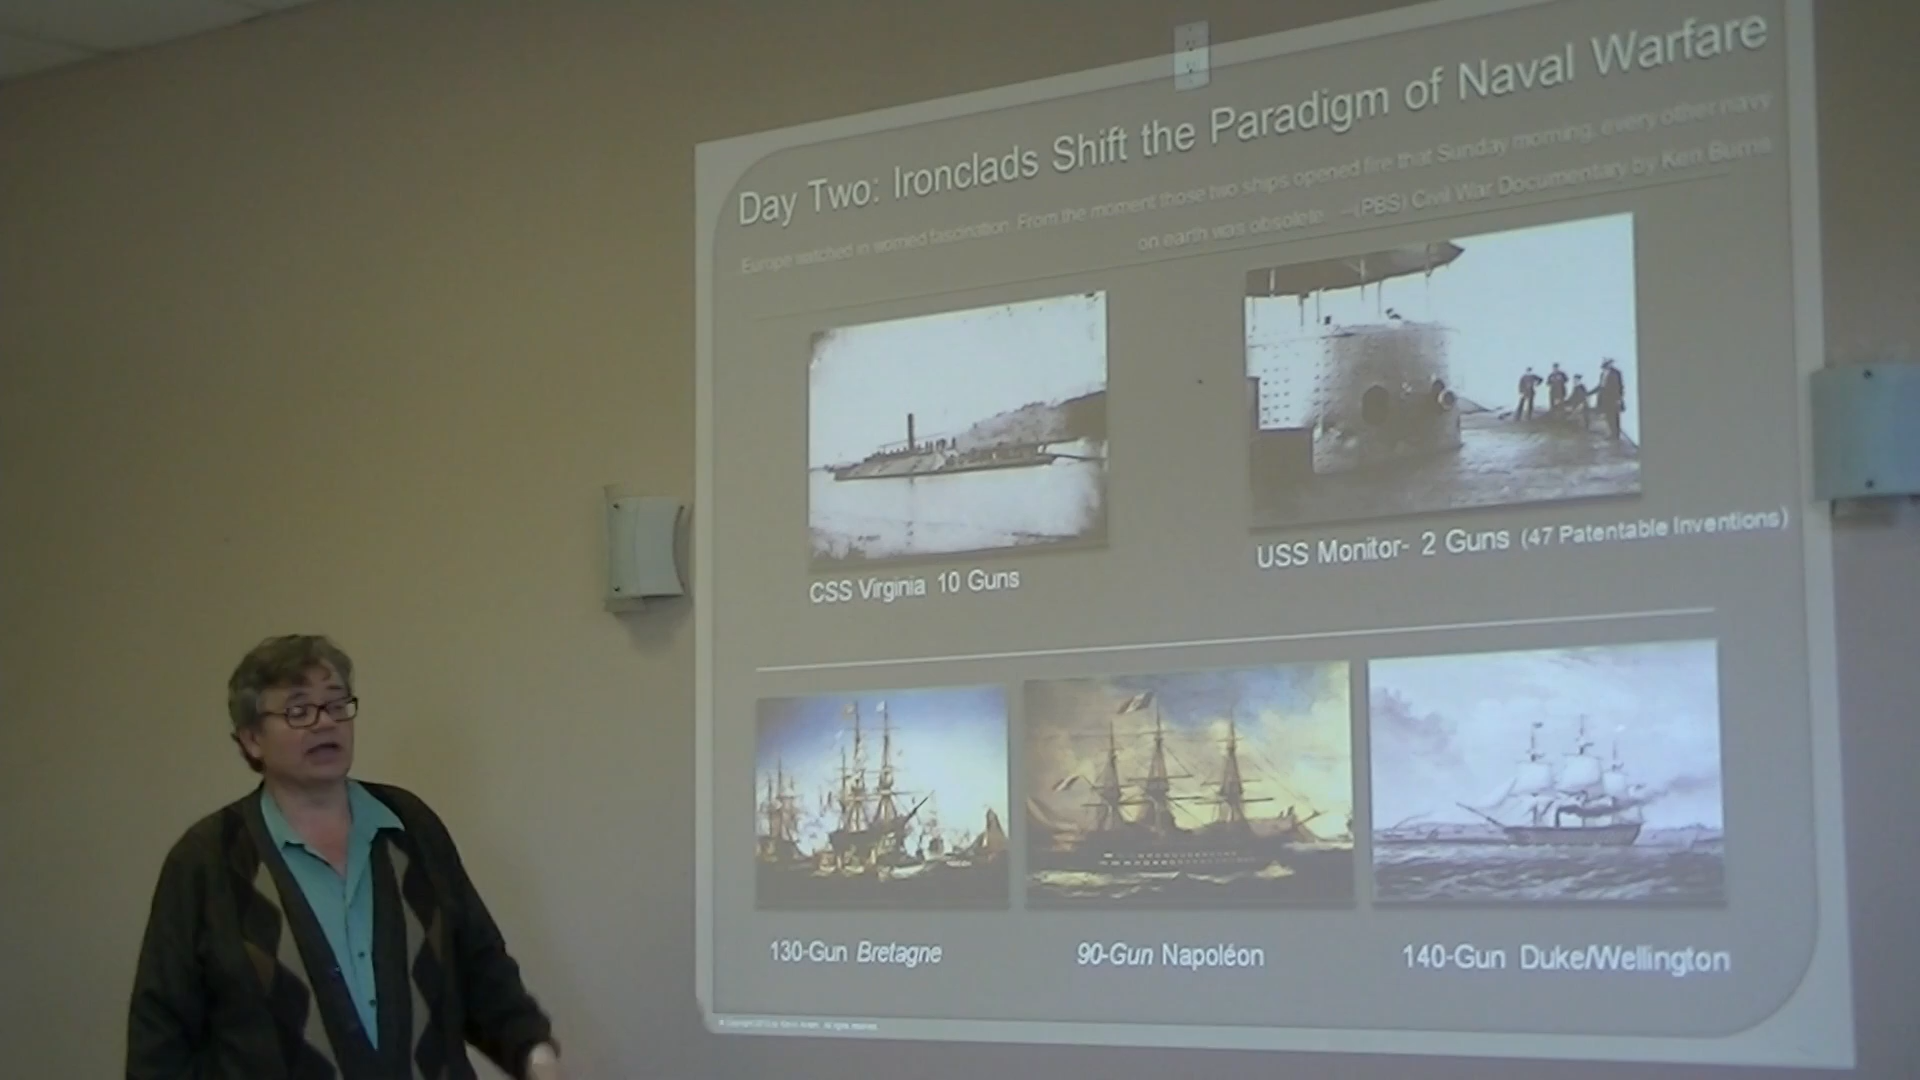 Day Two: Ironclads Shift the Paradigm of Naval Warfare
Europe watched in worried fascination. From the moment those two ships opened fire that Sunday morning, every other navy
on earth was obsolete. —(PBS) Civil War Documentary by Ken Burns
CSS Virginia 10 Guns
USS Monitor- 2 Guns (47 Patentable Inventions)
130-Gun Bretagne
90-Gun Napoléon
140-Gun Duke/Wellington
All rights reserved